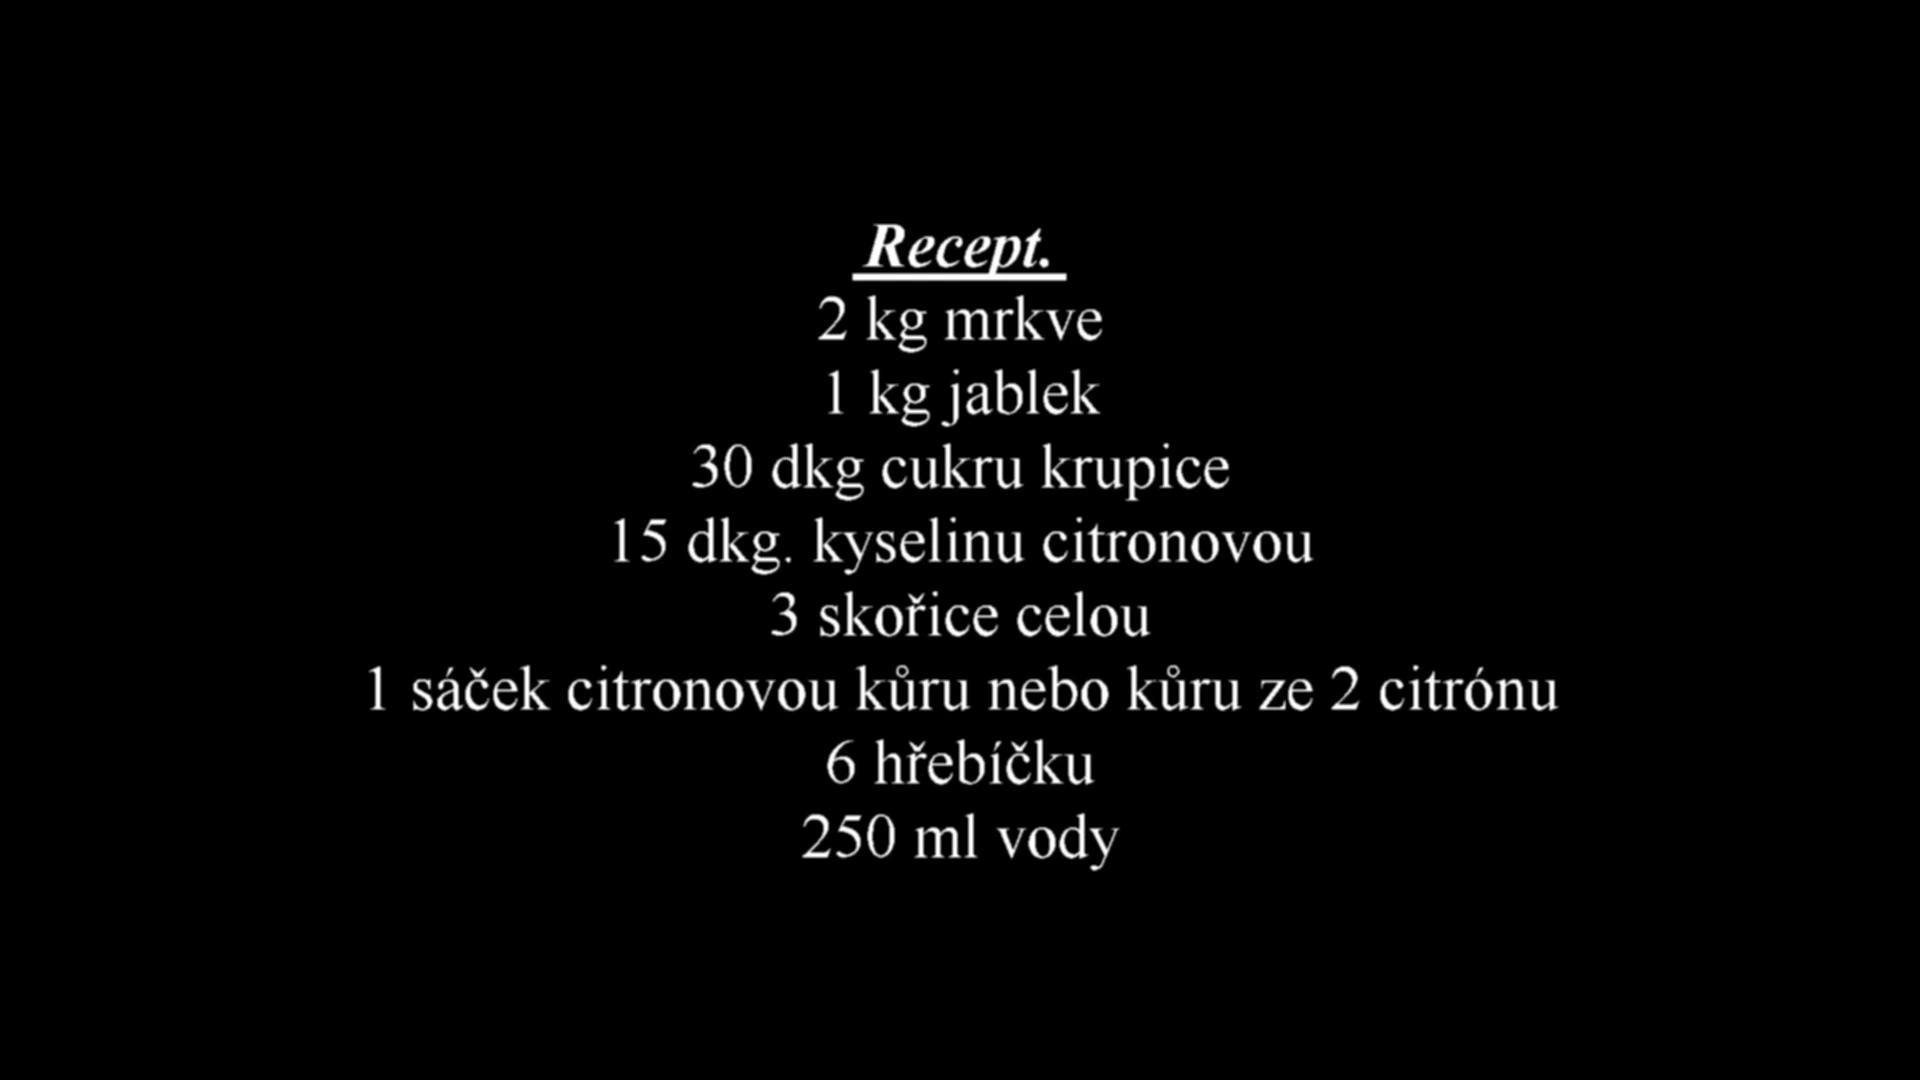 Recept.
2 kg mrkve
1 kg jablek
30 dkg cukru krupice
15 dkg. kyselinu citronovou
3 skořice celou
1 sáček citronovou kůru nebo kůru ze 2 citrónu
6 hřebíčku
250 ml vody